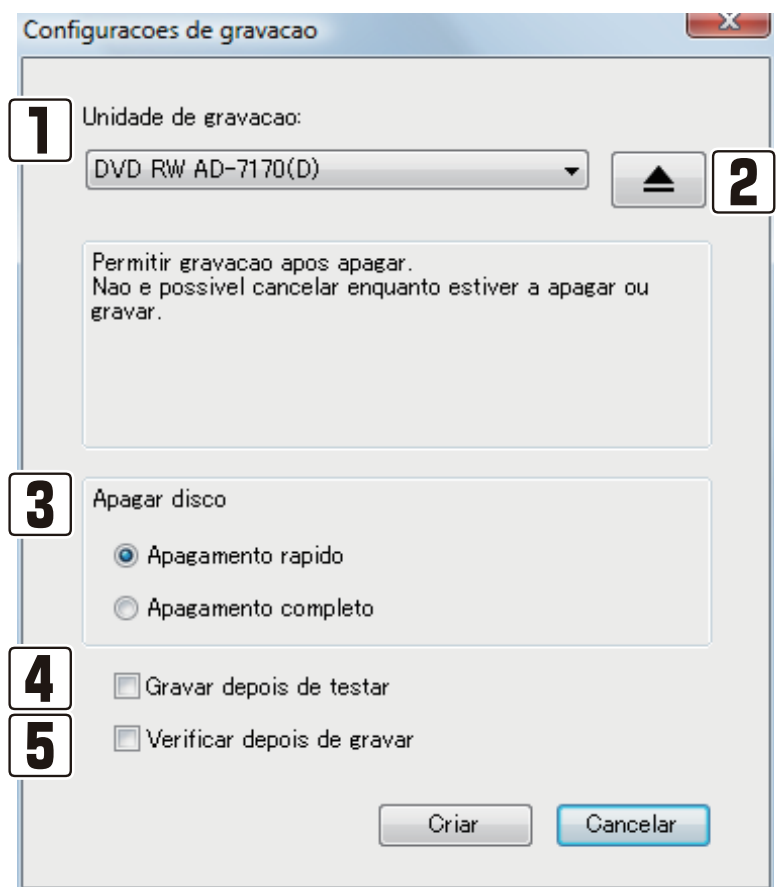 Configuracoes de gravacao
1
Unidade de gravacao:
DVD RW AD-7170(D)
2
Permitir gravacao apos apagar.
Nao e possivel cancelar enquanto estiver a apagar ou
gravar.
3
Apagar disco
Apagamento rapido
Apagamento completo
4
Gravar depois de testar
5
Verificar depois de gravar
Criar
Cancelar